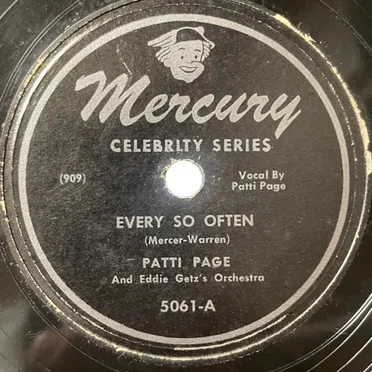 Mercury
CELEBRITY SERIES
(909)
Vocal By
Patti Page
EVERY SO OFTEN
(Mercer-Warren)
PATTI PAGE
And Eddie Getz's Orchestra
5061-A